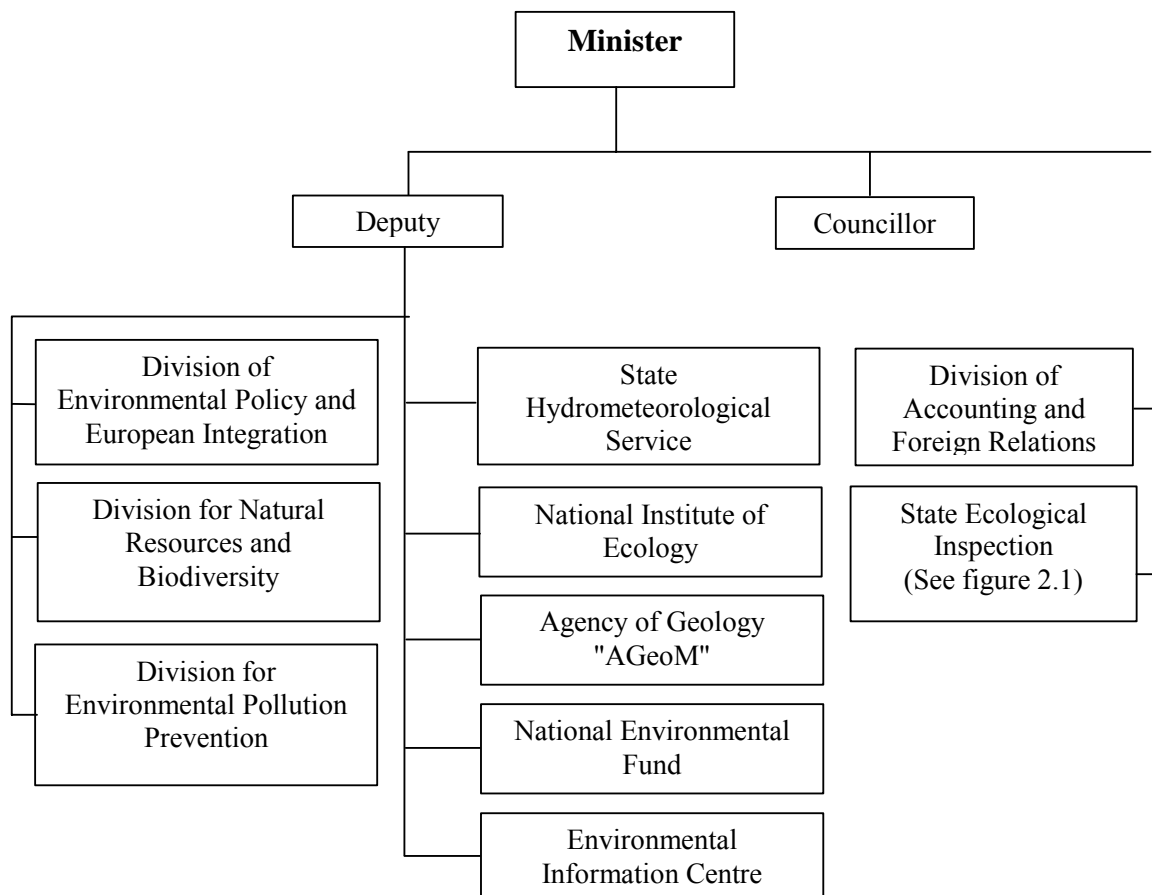 Minister
Deputy
Councillor
Division of
Environmental Policy and
European Integration
Division for Natural
Resources and
Biodiversity
Division for
Environmental Pollution
Prevention
State
Hydrometeorological
Service
National Institute of
Ecology
Agency of Geology
"AGeoM"
National Environmental
Fund
Environmental
Information Centre
Division of
Accounting and
Foreign Relations
State Ecological
Inspection
(See figure 2.1)